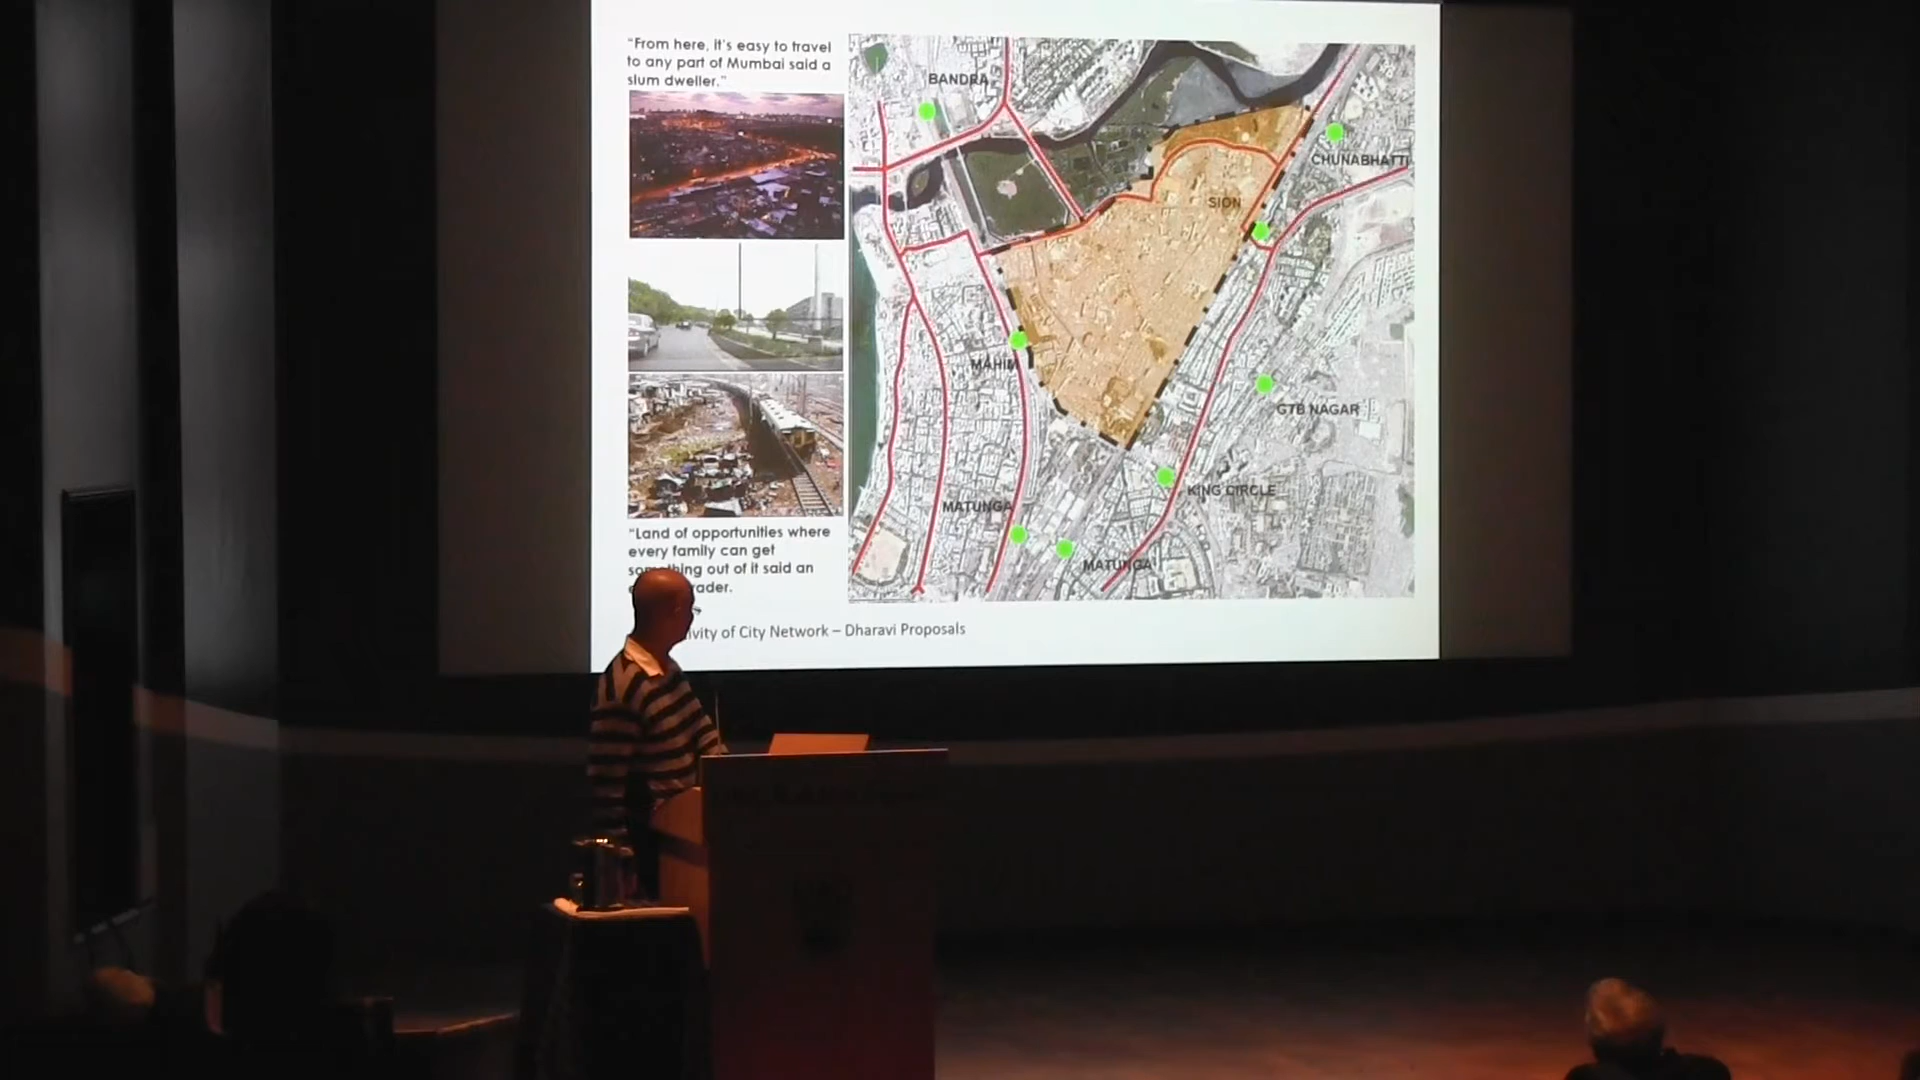 "From here, it's easy to travel
to any part of Mumbai said a
slum dweller."
BANDRA
CHUNABHATTI
SION
MAHIM
GTB NAGAR
KING CIRCLE
MATUNGA
MATUNGA
"Land of opportunities where
every family can get
something out of it said an
ader.
ivity of City Network – Dharavi Proposals